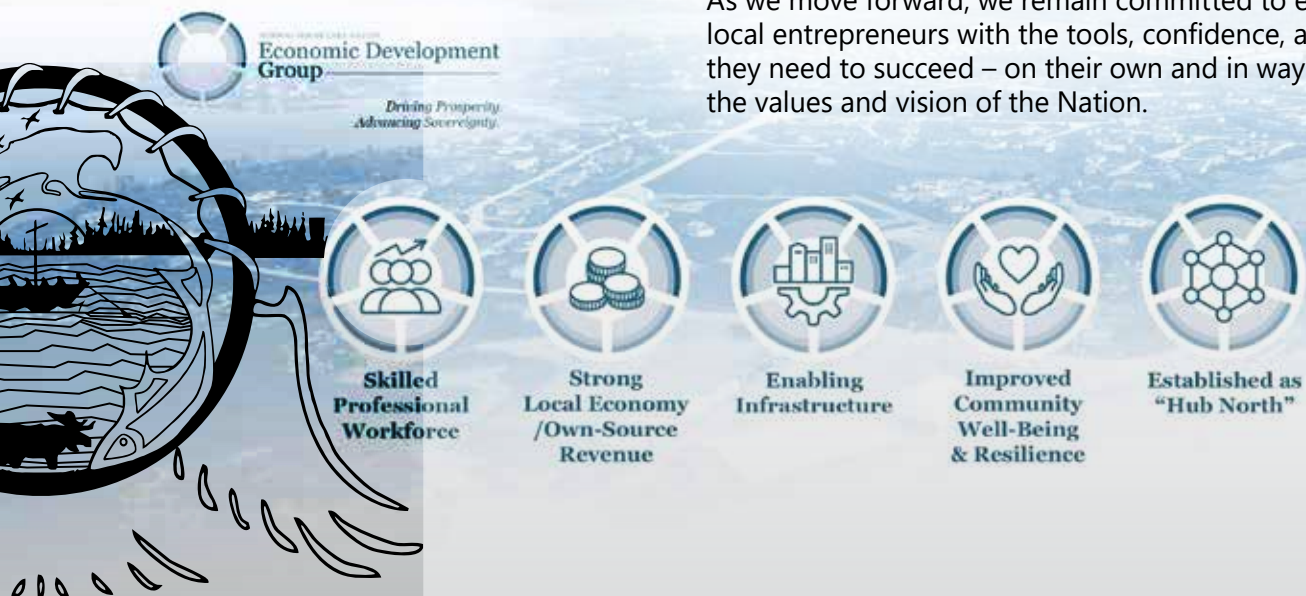 As we move forward, we remain committed to e
local entrepreneurs with the tools, confidence, a
they need to succeed – on their own and in way
the values and vision of the Nation.
Economic Development
Group
Driving Prosperity.
Advancing Sovereignty.
Skilled
Professional
Workforce
Strong
Local Economy
/Own-Source
Revenue
Enabling
Infrastructure
Improved
Community
Well-Being
& Resilience
Established as
“Hub North”